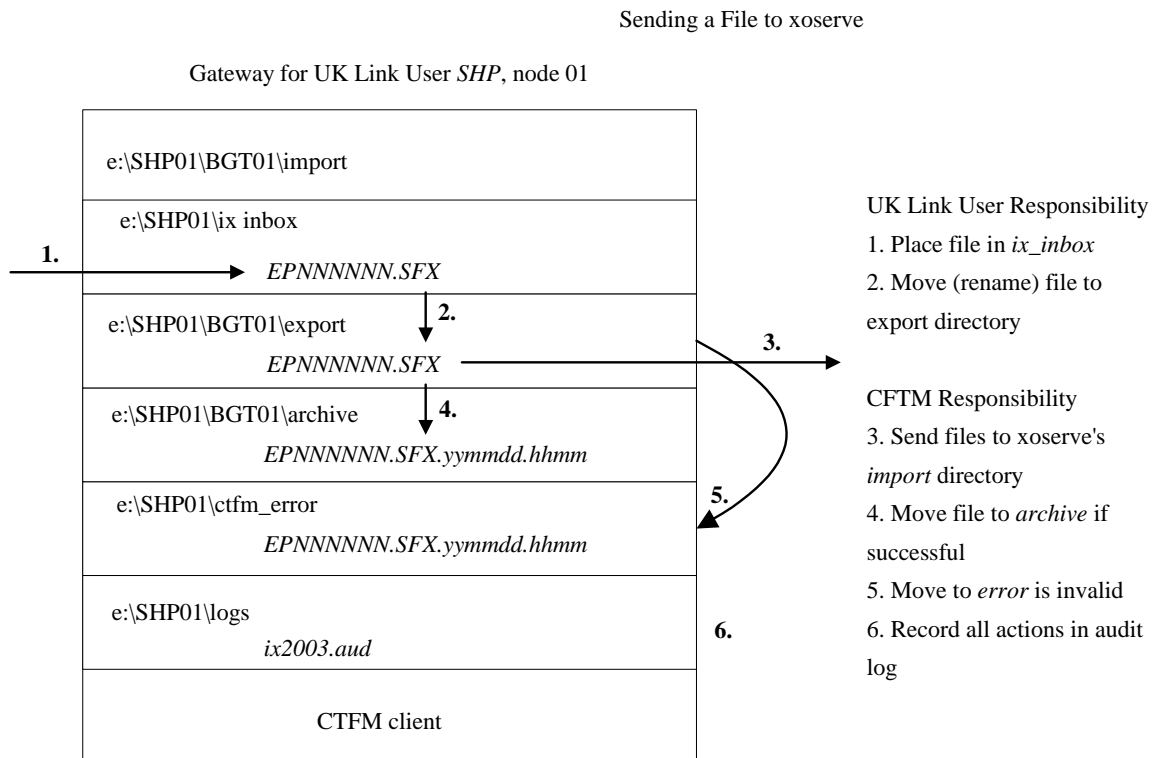 Sending a File to xoserve
Gateway for UK Link User SHP, node 01
e:\SHP01\BGT01\import
e:\SHP01\ix inbox
1.
EPNNNNNN.SFX
2.
e:\SHP01\BGT01\export
3.
EPNNNNNN.SFX
4.
e:\SHP01\BGT01\archive
EPNNNNNN.SFX.yymmdd.hhmm
5.
e:\SHP01\ctfm_error
EPNNNNNN.SFX.yymmdd.hhmm
e:\SHP01\logs
6.
ix2003.aud
CTFM client
UK Link User Responsibility
1. Place file in ix_inbox
2. Move (rename) file to
export directory
CFTM Responsibility
3. Send files to xoserve's
import directory
4. Move file to archive if
successful
5. Move to error is invalid
6. Record all actions in audit
log